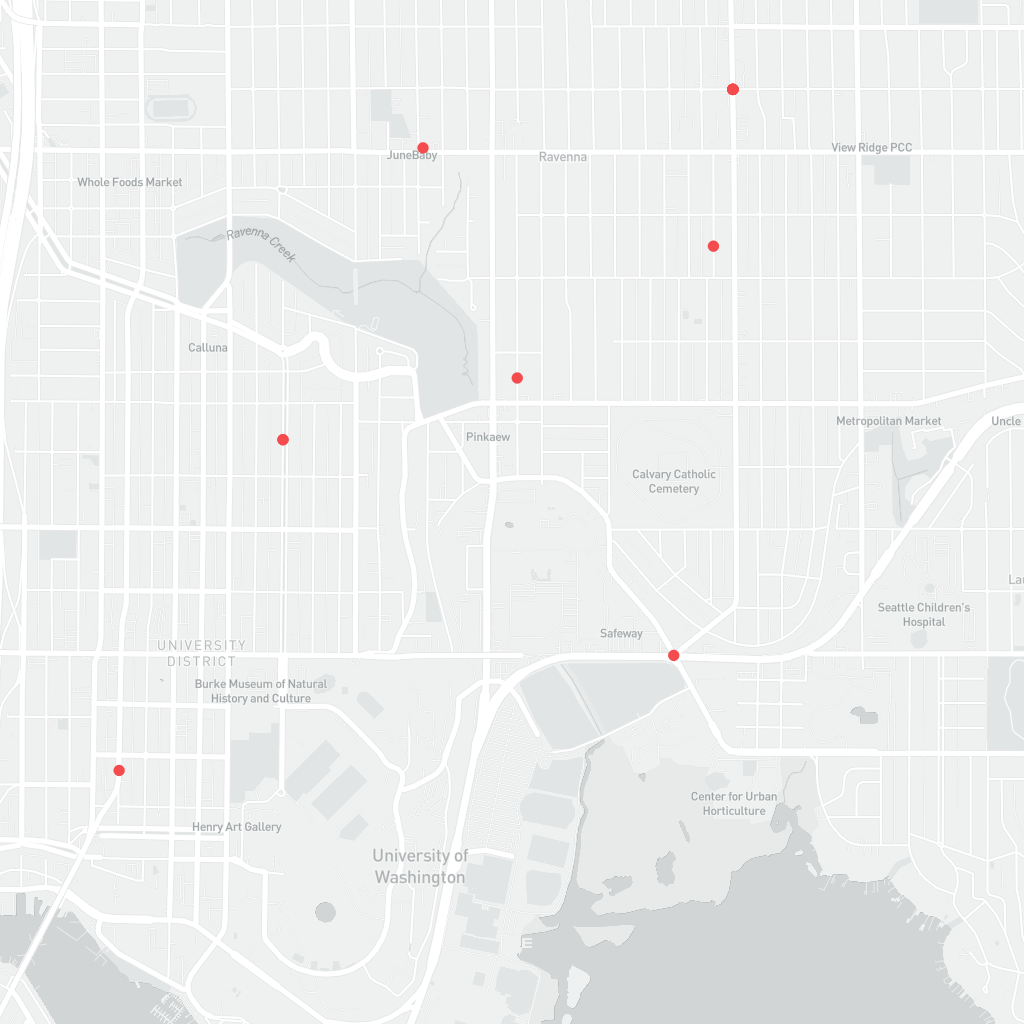 View Ridge PCC
JuneBaby
Ravenna
Whole Foods Market
Ravenna Creek
Calluna
Metropolitan Market
Uncle
Pinkaew
Calvary Catholic
Cemetery
Lau
Seattle Children's
Hospital
Safeway
UNIVERSITY
DISTRICT
Burke Museum of Natural
History and Culture
Center for Urban
Horticulture
Henry Art Gallery
University of
Washington